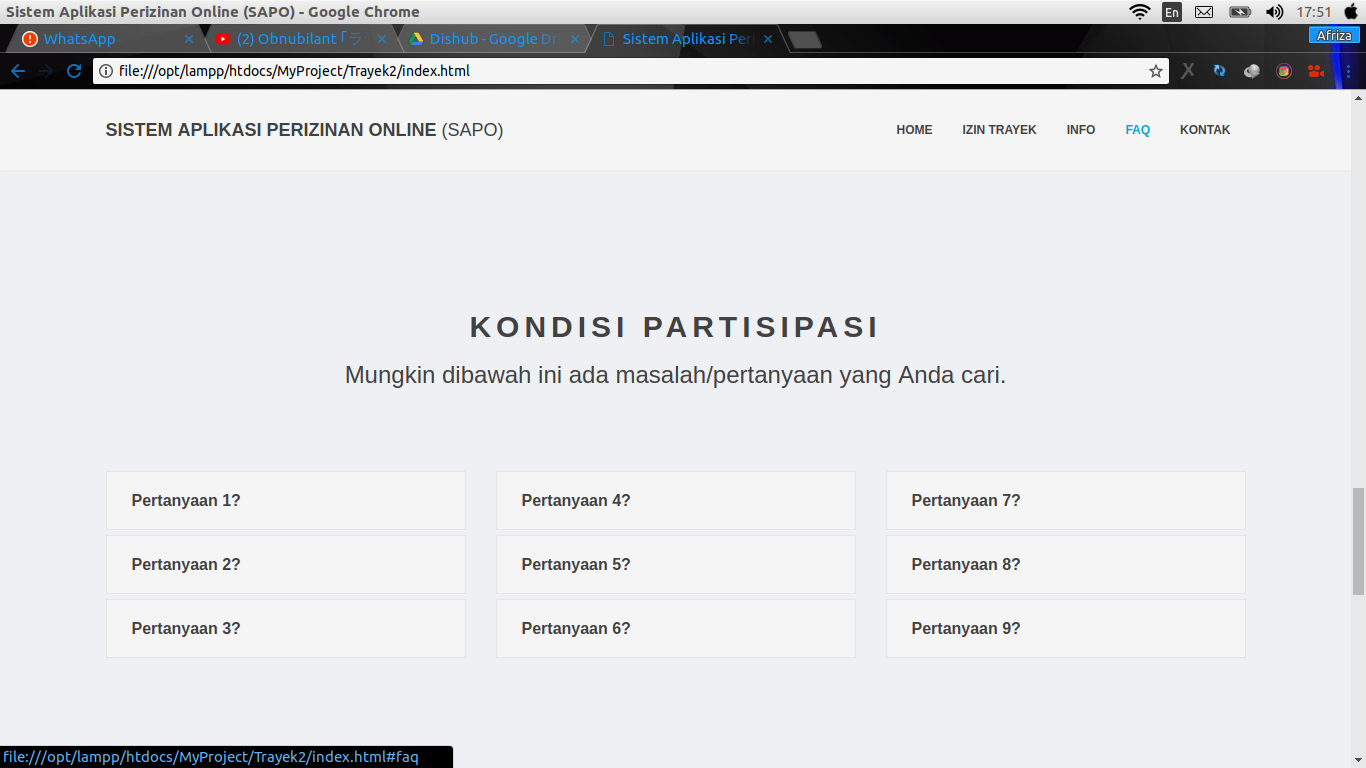 Sistem Aplikasi Perizinan Online (SAPO) - Google Chrome
En
17:51
WhatsApp
(2) Obnubilant「ラ
Dishub - Google Dri
Sistem Aplikasi Per
Afriza
file:///opt/lampp/htdocs/MyProject/Trayek2/index.html
SISTEM APLIKASI PERIZINAN ONLINE (SAPO)
HOME
IZIN TRAYEK
INFO
FAQ
KONTAK
KONDISI PARTISIPASI
Mungkin dibawah ini ada masalah/pertanyaan yang Anda cari.
Pertanyaan 1?
Pertanyaan 4?
Pertanyaan 7?
Pertanyaan 2?
Pertanyaan 5?
Pertanyaan 8?
Pertanyaan 3?
Pertanyaan 6?
Pertanyaan 9?
file:///opt/lampp/htdocs/MyProject/Trayek2/index.html#faq